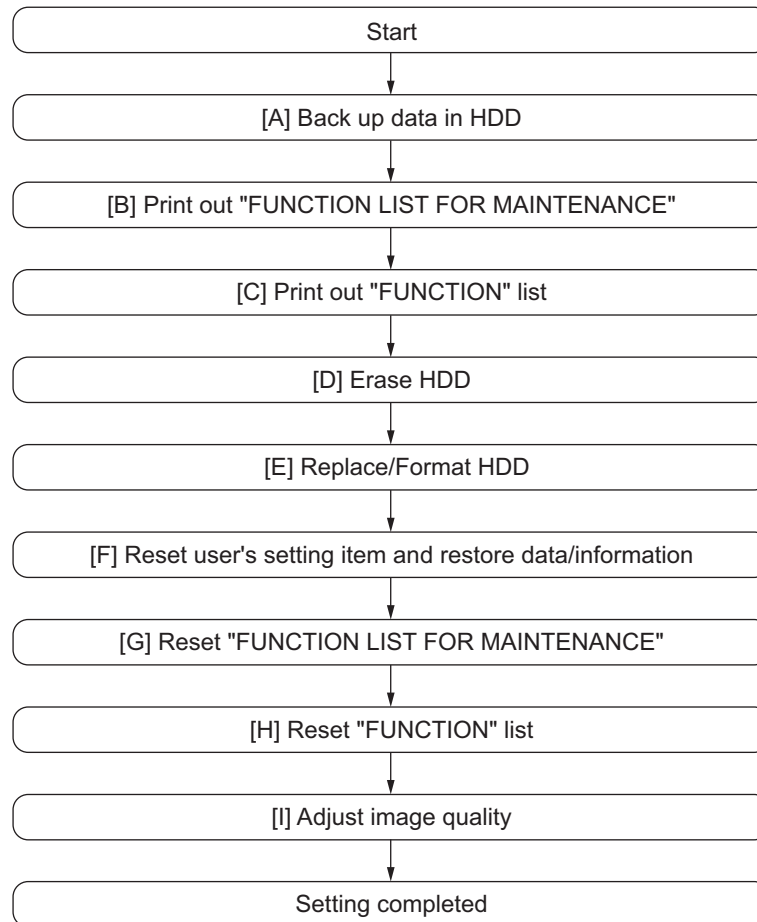 Start
[A] Back up data in HDD
[B] Print out "FUNCTION LIST FOR MAINTENANCE"
[C] Print out "FUNCTION" list
[D] Erase HDD
[E] Replace/Format HDD
[F] Reset user's setting item and restore data/information
[G] Reset "FUNCTION LIST FOR MAINTENANCE"
[H] Reset "FUNCTION" list
[I] Adjust image quality
Setting completed